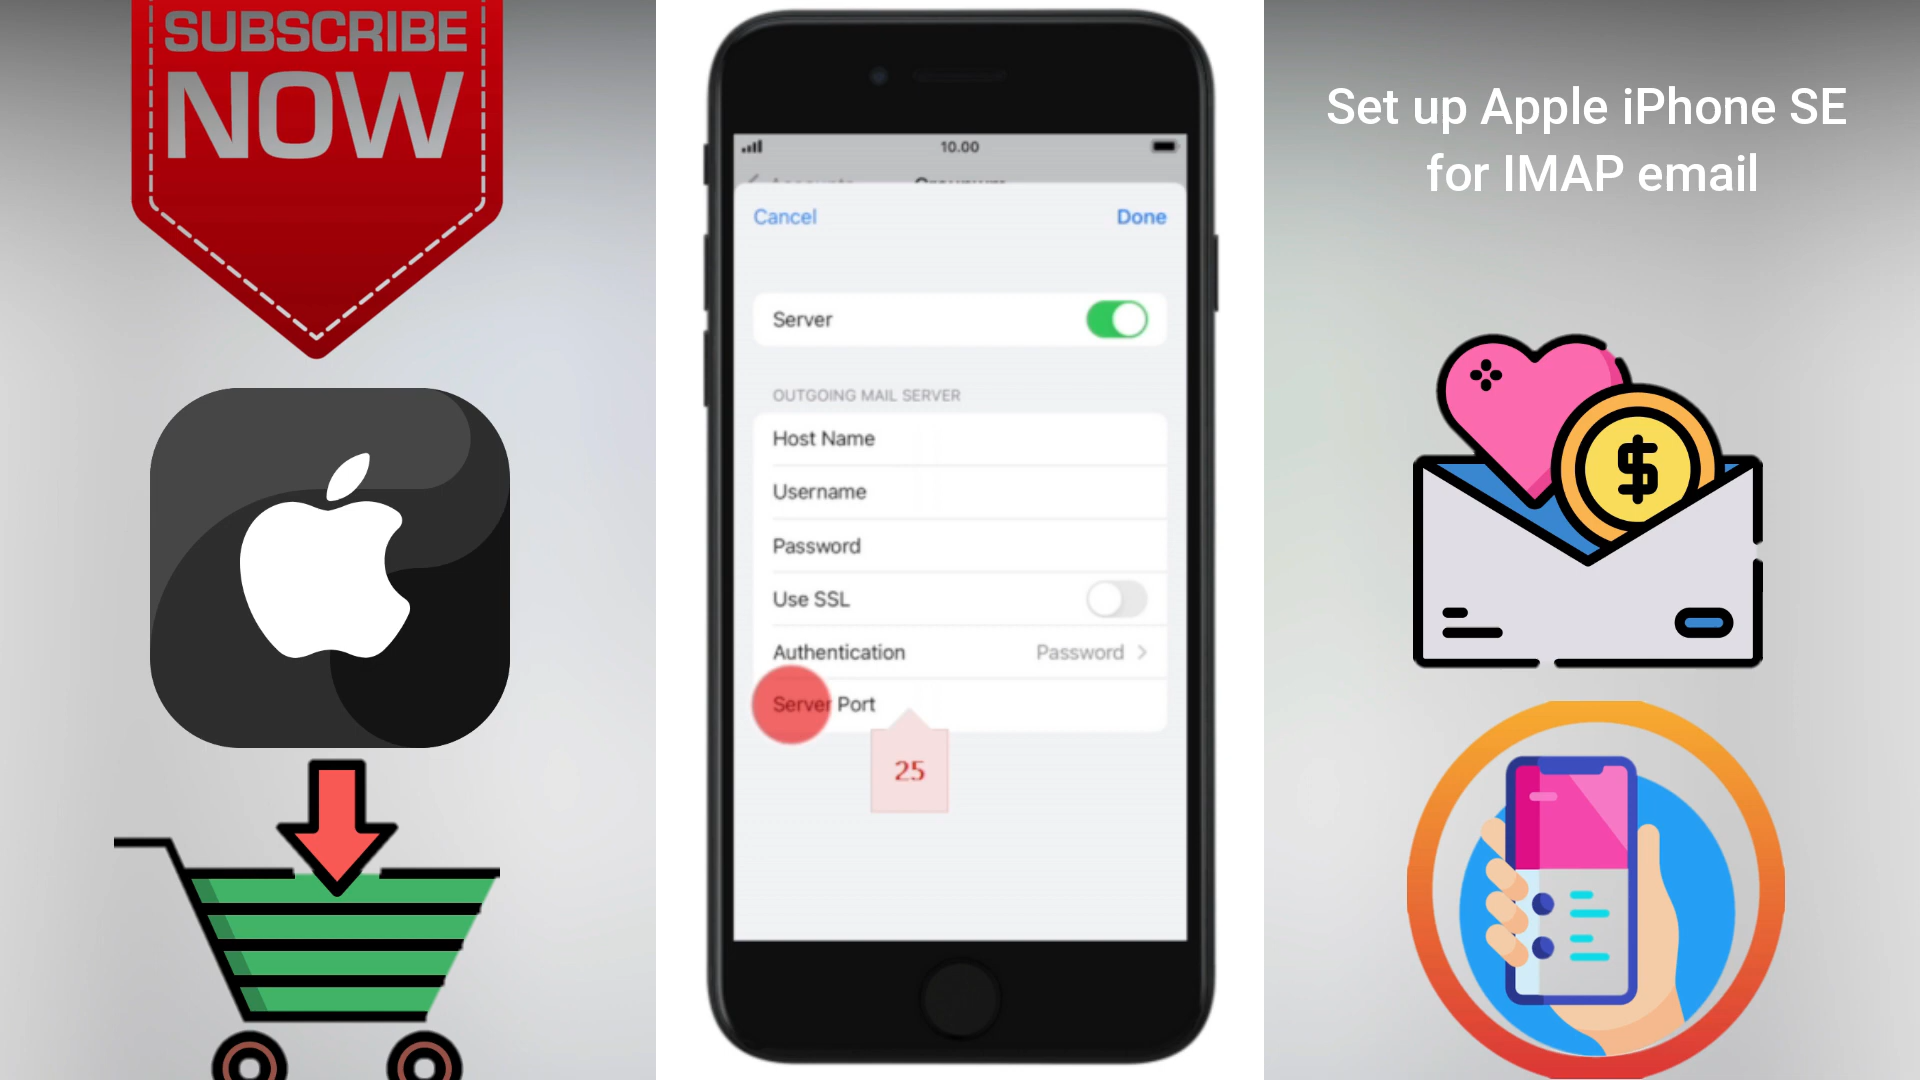 SUBSCRIBE
NOW
10.00
Accounts
Cancel
Done
Server
OUTGOING MAIL SERVER
Host Name
Username
Password
Use SSL
Authentication
Password
Server Port
25
Set up Apple iPhone SE
for IMAP email
$